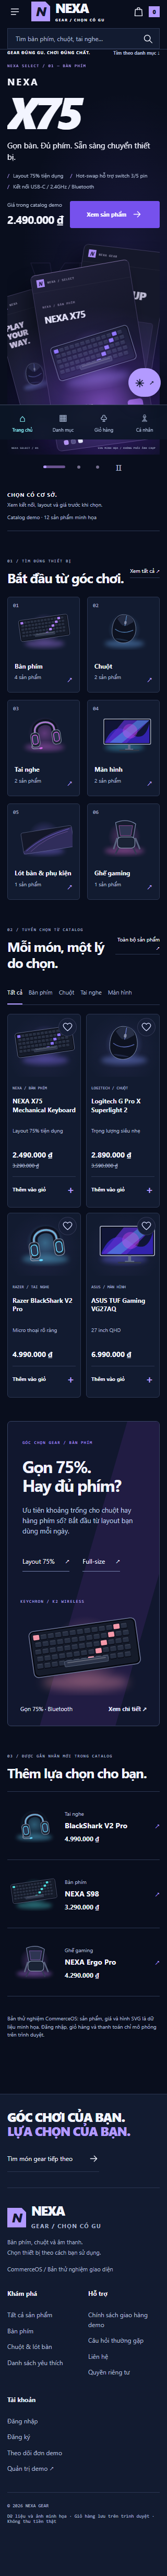 NEXA
GEAR / CHỌN CÓ GU
0
Tìm bàn phím, chuột, tai nghe...
GEAR ĐÚNG GU. CHƠI ĐÚNG CHẤT.
Tìm theo danh mục ↓
NEXA SELECT / 01 — BÀN PHÍM
NEXA
X75
Gọn bàn. Đủ phím. Sẵn sàng chuyển thiết
bị.
/ Layout 75% tiện dụng
/ Hot-swap hỗ trợ switch 3/5 pin
/ Kết nối USB-C / 2.4GHz / Bluetooth
Giá trong catalog demo
2.490.000 ₫
Xem sản phẩm →
NEXA
NEXA X75
PLAY
YOUR
WAY.
Trang chủ
Danh mục
Giỏ hàng
Cá nhân
CHỌN CÓ CƠ SỞ.
Xem kết nối, layout và giá trước khi chọn.
Catalog demo · 12 sản phẩm minh họa
01 / TÌM ĐÚNG THIẾT BỊ
Bắt đầu từ góc chơi.
Xem tất cả ↗
01
Bàn phím
4 sản phẩm
02
Chuột
2 sản phẩm
03
Tai nghe
2 sản phẩm
04
Màn hình
2 sản phẩm
05
Lót bàn & phụ kiện
1 sản phẩm
06
Ghế gaming
1 sản phẩm
02 / TUYỂN CHỌN TỪ CATALOG
Mỗi món, một lý
do chọn.
Toàn bộ sản phẩm
↗
Tất cả
Bàn phím
Chuột
Tai nghe
Màn hình
NEXA / BÀN PHÍM
NEXA X75
Mechanical Keyboard
Layout 75% tiện dụng
2.490.000 ₫
3.290.000 ₫
Thêm vào giỏ +
LOGITECH / CHUỘT
Logitech G Pro X
Superlight 2
Trọng lượng siêu nhẹ
2.890.000 ₫
3.590.000 ₫
Thêm vào giỏ +
RAZER / TAI NGHE
Razer BlackShark V2
Pro
Micro thoại rõ ràng
4.990.000 ₫
Thêm vào giỏ +
ASUS / MÀN HÌNH
ASUS TUF Gaming
VG27AQ
27 inch QHD
6.990.000 ₫
Thêm vào giỏ +
GÓC CHỌN GEAR / BÀN PHÍM
Gọn 75%.
Hay đủ phím?
Ưu tiên khoảng trống cho chuột hay
hàng phím số? Bắt đầu từ layout bạn
dùng mỗi ngày.
Layout 75% ↗
Full-size ↗
KEYCHRON / K2 WIRELESS
Gọn 75% · Bluetooth
Xem chi tiết ↗
03 / ĐƯỢC GẮN NHÃN MỚI TRONG CATALOG
Thêm lựa chọn cho bạn.
Tai nghe
BlackShark V2 Pro
4.990.000 ₫
Bàn phím
NEXA S98
3.290.000 ₫
Ghế gaming
NEXA Ergo Pro
4.290.000 ₫
Bản thử nghiệm CommerceOS; sản phẩm, giá và hình SVG là dữ
liệu minh họa. Đăng nhập, giỏ hàng và thanh toán chỉ mô phỏng
trên trình duyệt.
GÓC CHƠI CỦA BẠN.
LỰA CHỌN CỦA BẠN.
Tìm món gear tiếp theo →
NEXA
GEAR / CHỌN CÓ GU
Bàn phím, chuột và âm thanh.
Chọn thiết bị theo cách bạn sử dụng.
CommerceOS / Bản thử nghiệm giao diện
Khám phá
Tất cả sản phẩm
Bàn phím
Chuột & lót bàn
Danh sách yêu thích
Hỗ trợ
Chính sách giao hàng
demo
Câu hỏi thường gặp
Liên hệ
Quyền riêng tư
Tài khoản
Đăng nhập
Đăng ký
Theo dõi đơn demo
Quản trị demo ↗
© 2026 NEXA GEAR
Dữ liệu và ảnh minh họa · Giỏ hàng lưu trên trình duyệt ·
Không thu tiền thật